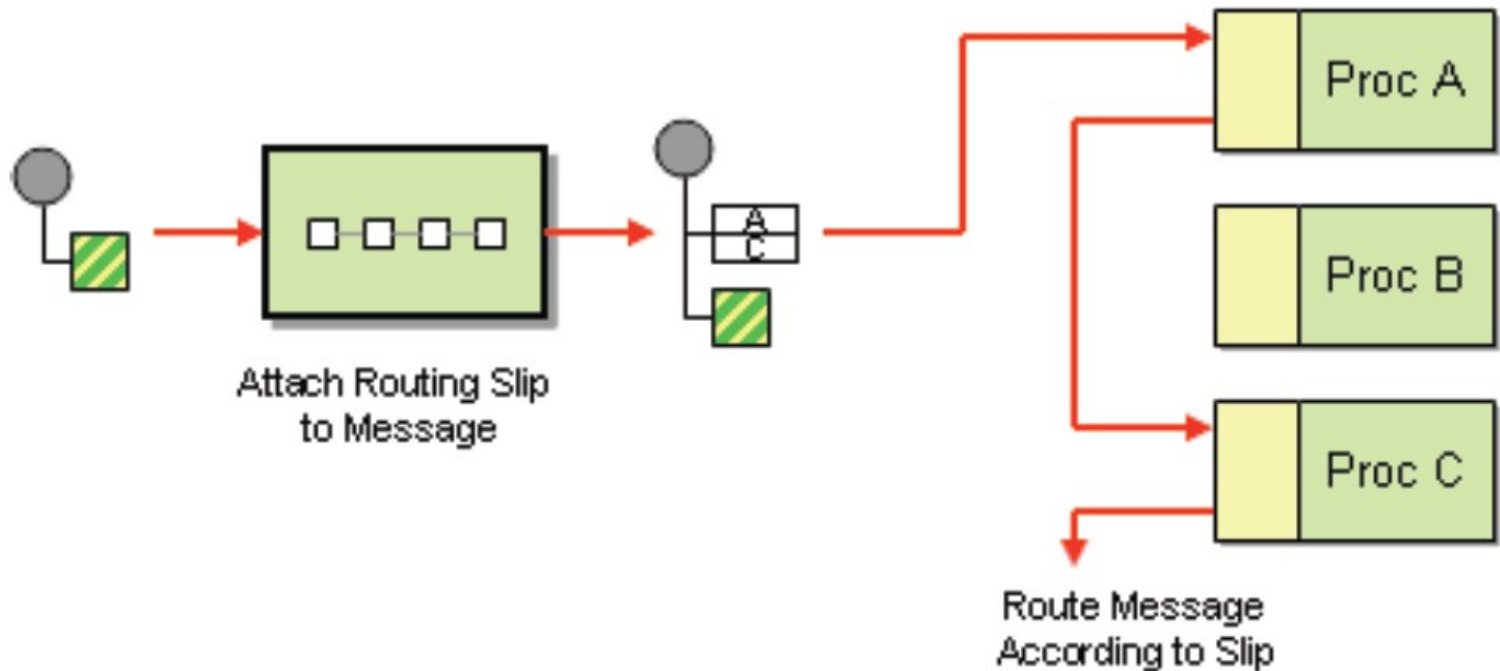 Attach Routing Slip
to Message
A
C
Proc A
Proc B
Proc C
Route Message
According to Slip